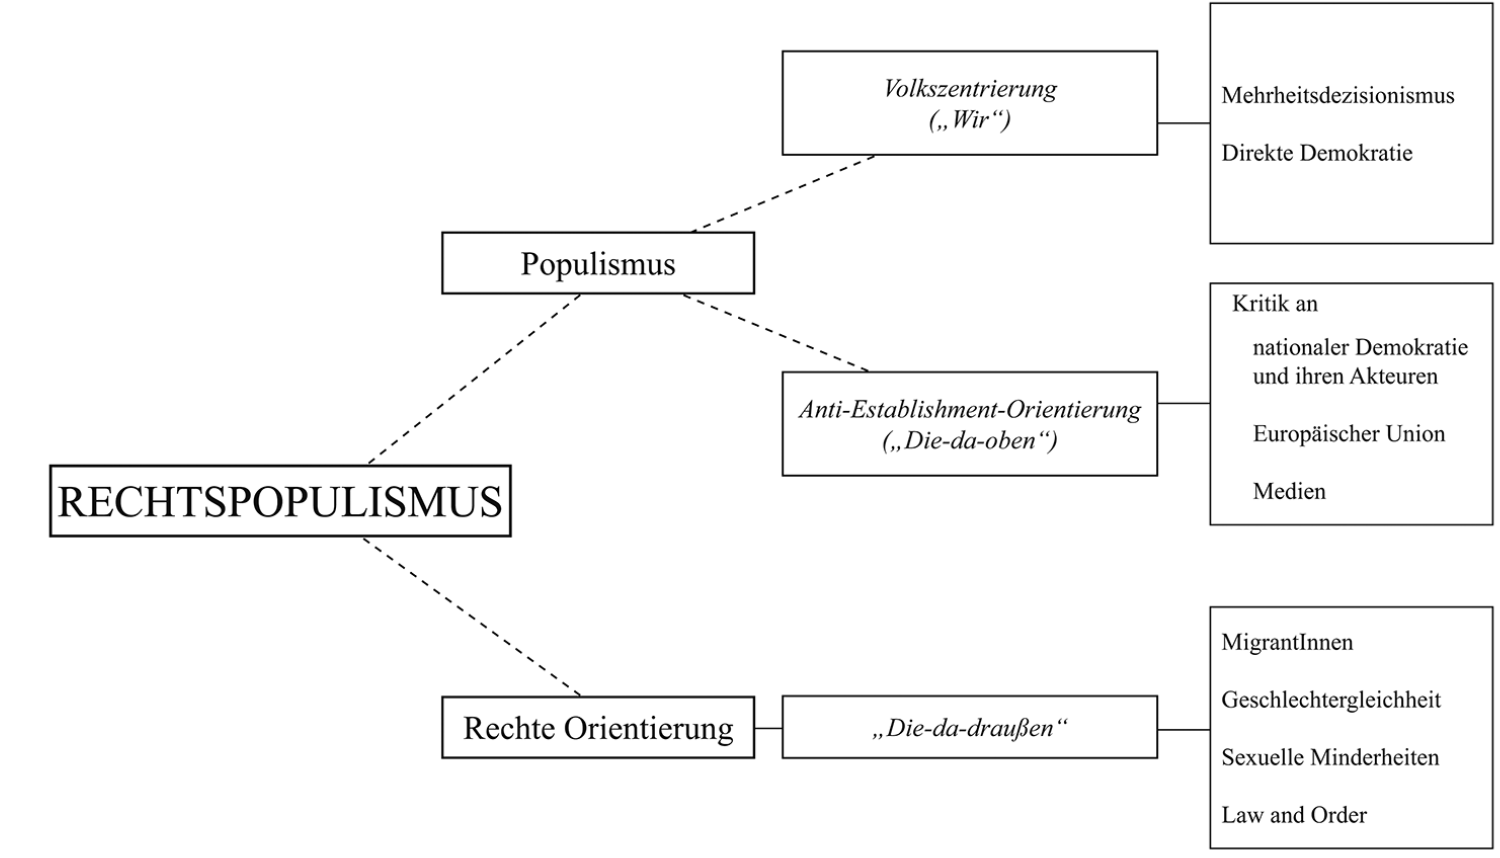 Volkszentrierung
(„Wir“)
Mehrheitsdezisionismus
Direkte Demokratie
Populismus
Anti-Establishment-Orientierung
(„Die-da-oben“)
Kritik an
nationaler Demokratie
und ihren Akteuren
Europäischer Union
Medien
RECHTSPOPULISMUS
Rechte Orientierung
„Die-da-draußen“
MigrantInnen
Geschlechtergleichheit
Sexuelle Minderheiten
Law and Order